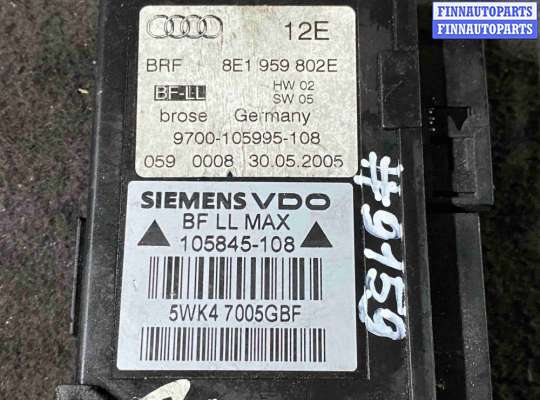 FINNAUTOPARTS
FINNAUTOPARTS
12E
BRF 8E1 959 802E
BF-LL
HW 02
SW 05
brose Germany
9700-105995-108
059 0008 30.05.2005
SIEMENS VDO
BF LL MAX
105845-108
5WK4 7005GBF
#9159